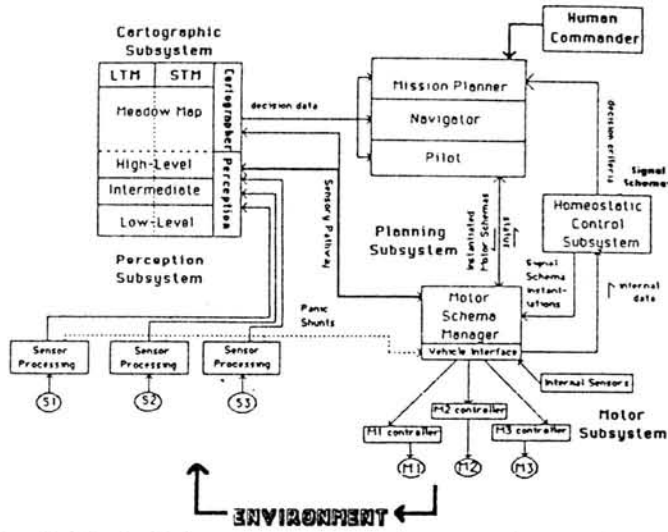 Cartographic
Subsystem
LTM
STM
Meadow Map
Cartographer
High-Level
Intermediate
Low-Level
Perception
Perception
Subsystem
decision data
Human
Commander
Mission Planner
Navigator
Pilot
Planning
Subsystem
Sensory Pathway
Instantiated
Motor Schemas
status
decision criteria
Signal
Schemas
Homeostatic
Control
Subsystem
Signal
Schema
Instant-
iations
internal
data
Motor
Schema
Manager
Vehicle Interface
Panic
Shunts
Sensor
Processing
Sensor
Processing
Sensor
Processing
S1
S2
S3
Internal Sensors
Motor
Subsystem
M1 controller
M2 controller
M3 controller
M1
M2
M3
ENVIRONMENT